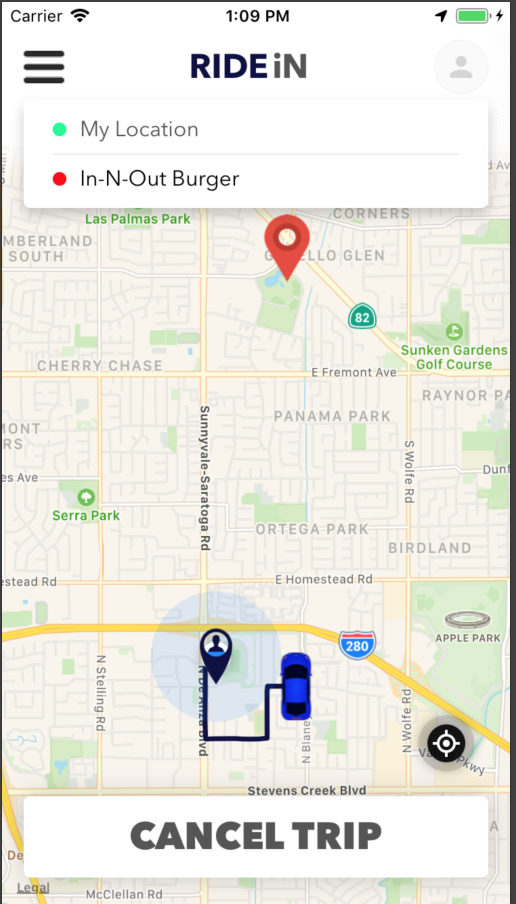 Carrier 1:09 PM
RIDE iN
My Location
In-N-Out Burger
Las Palmas Park
CORNERS
MBERLAND
SOUTH
LLO GLEN
82
Sunken Gardens
Golf Course
CHERRY CHASE
E Fremont Ave
RAYNOR PA
PANAMA PARK
MONT
Sunnyvale-Saratoga Rd
S Wolfe Rd
es Ave
Dunf
Serra Park
ORTEGA PARK
BIRDLAND
estead Rd
E Homestead Rd
APPLE PARK
280
N Stelling Rd
N De Anza Blvd
N Blane
N Wolfe Rd
Va Pkwy
Stevens Creek Blvd
CANCEL TRIP
De
A
Legal
McClellan Rd